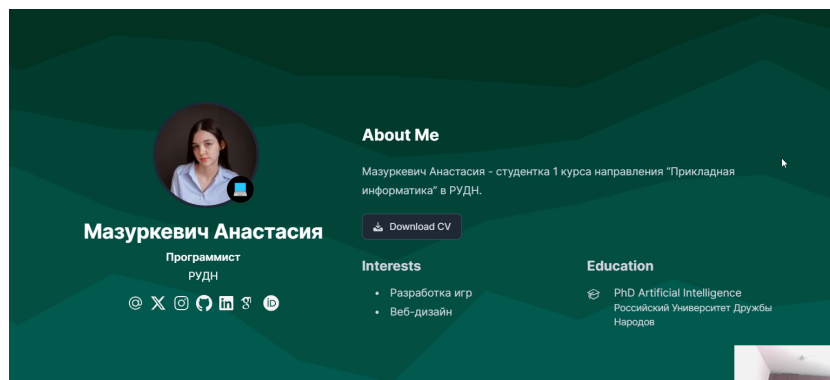 About Me
Мазуркевич Анастасия - студентка 1 курса направления "Прикладная
информатика" в РУДН.
Download CV
Мазуркевич Анастасия
Программист
РУДН
Interests
Разработка игр
Веб-дизайн
Education
PhD Artificial Intelligence
Российский Университет Дружбы
Народов